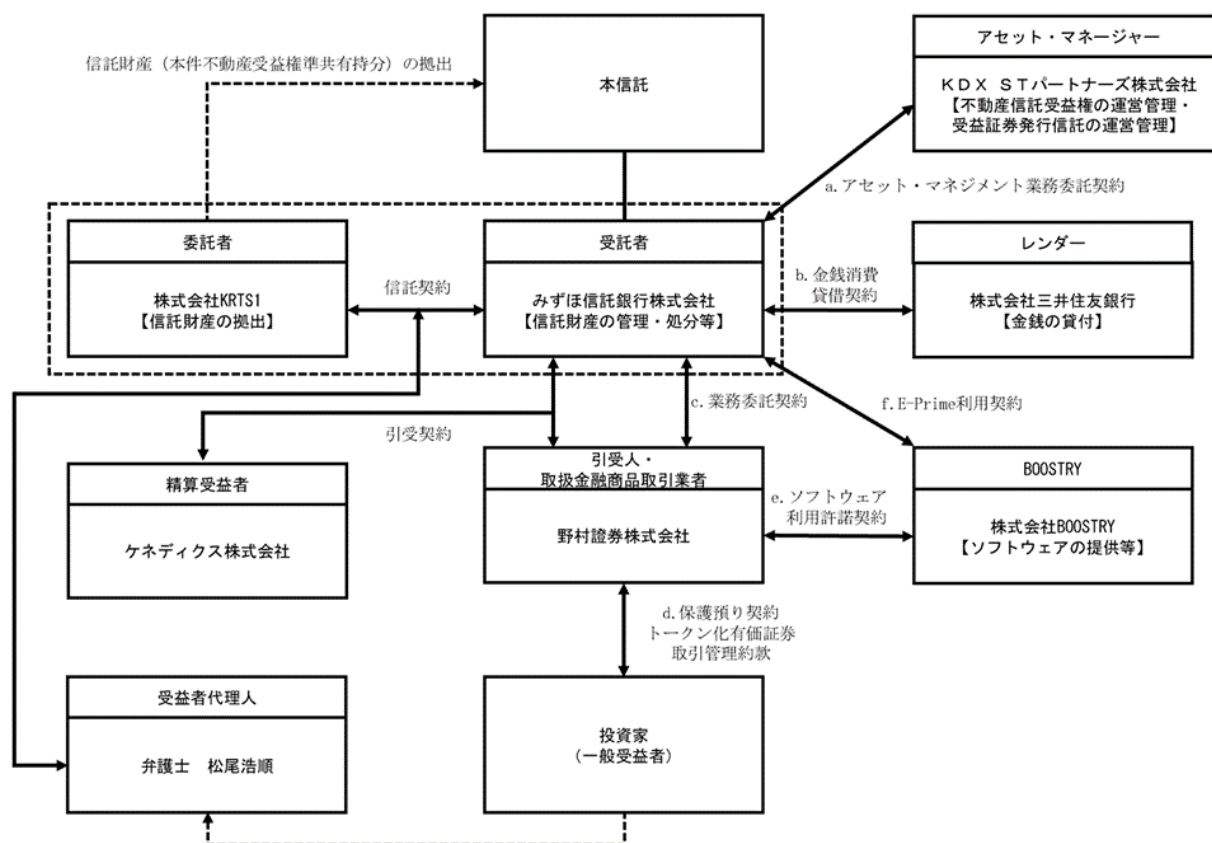 信託財産（本件不動産受益権準共有持分）の拠出
本信託
アセット・マネージャー
ＫＤＸ ＳＴパートナーズ株式会社
【不動産信託受益権の運営管理・
受益証券発行信託の運営管理】
a.アセット・マネジメント業務委託契約
委託者
株式会社KRTS1
【信託財産の拠出】
信託契約
受託者
みずほ信託銀行株式会社
【信託財産の管理・処分等】
b.金銭消費
貸借契約
レンダー
株式会社三井住友銀行
【金銭の貸付】
引受契約
c.業務委託契約
f.E-Prime利用契約
精算受益者
ケネディクス株式会社
引受人・
取扱金融商品取引業者
野村證券株式会社
e.ソフトウェア
利用許諾契約
BOOSTRY
株式会社BOOSTRY
【ソフトウェアの提供等】
d.保護預り契約
トークン化有価証券
取引管理約款
受益者代理人
弁護士　松尾浩順
投資家
（一般受益者）